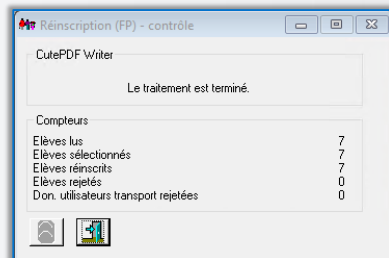 Réinscription (FP) - contrôle
CutePDF Writer
Le traitement est terminé.
Compteurs
Elèves lus 7
Elèves sélectionnés 7
Elèves réinscrits 7
Elèves rejetés 0
Don. utilisateurs transport rejetées 0